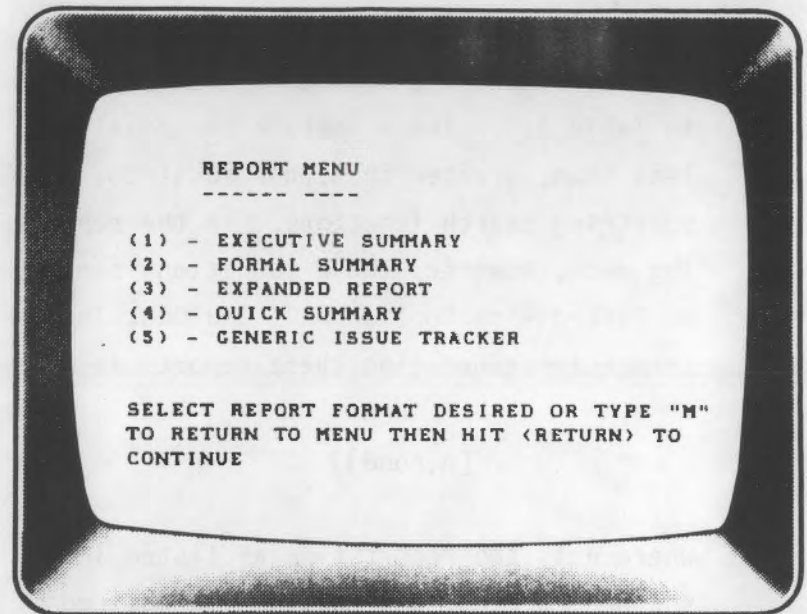 REPORT MENU
-----------
(1) - EXECUTIVE SUMMARY
(2) - FORMAL SUMMARY
(3) - EXPANDED REPORT
(4) - QUICK SUMMARY
(5) - GENERIC ISSUE TRACKER
SELECT REPORT FORMAT DESIRED OR TYPE "M"
TO RETURN TO MENU THEN HIT <RETURN> TO
CONTINUE